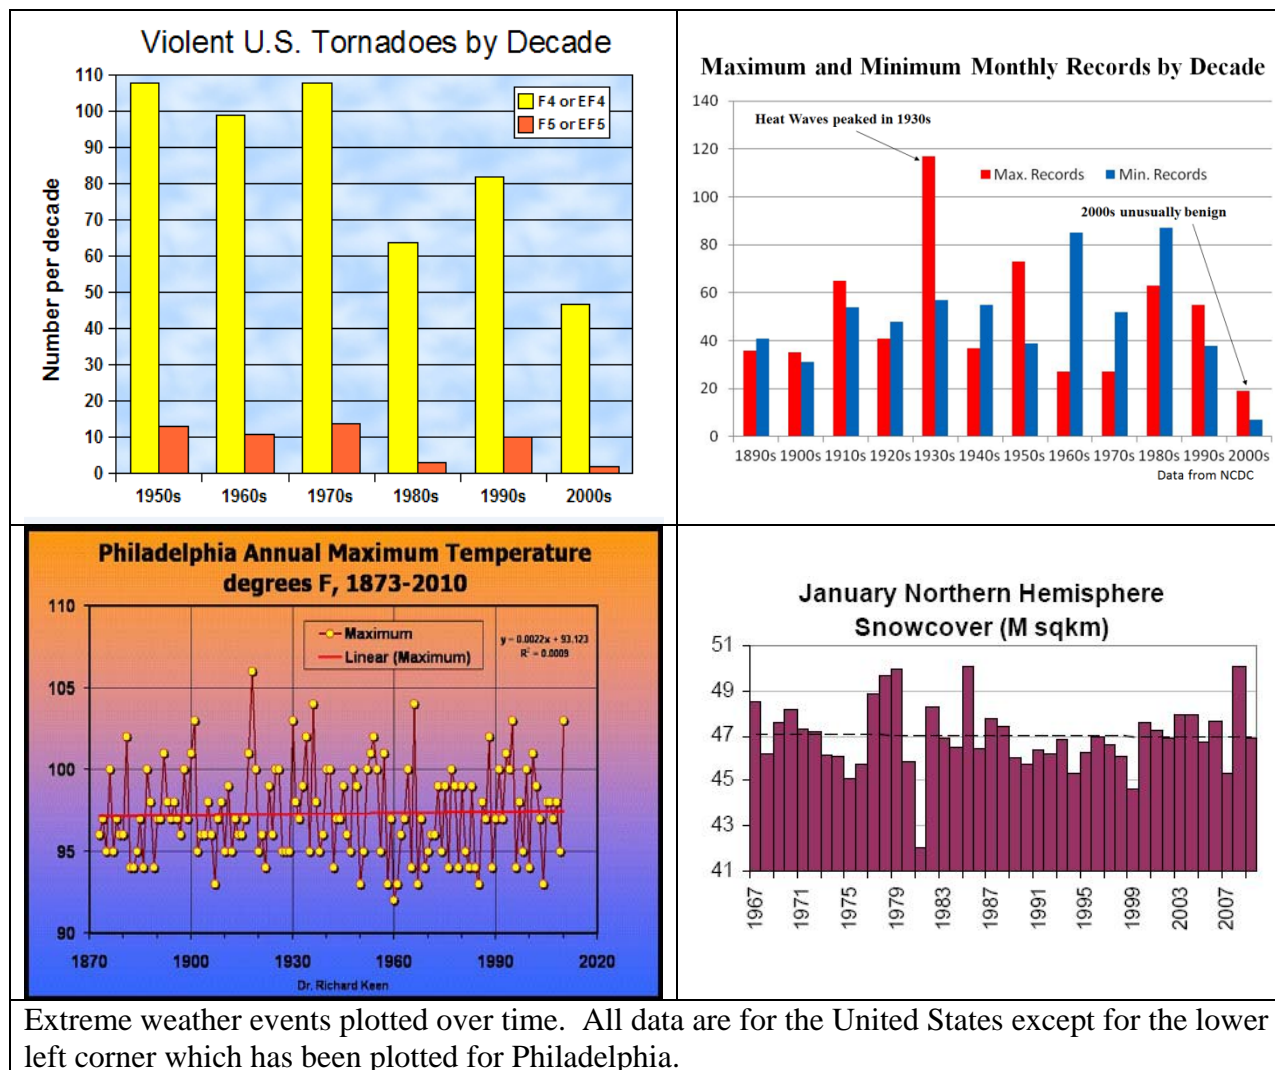 Violent U.S. Tornadoes by Decade
110
100
90
80
70
60
50
40
30
20
10
0
Number per decade
F4 or EF4
F5 or EF5
1950s 1960s 1970s 1980s 1990s 2000s
Maximum and Minimum Monthly Records by Decade
140
120
100
80
60
40
20
0
Heat Waves peaked in 1930s
Max. Records Min. Records
2000s unusually benign
1890s 1900s 1910s 1920s 1930s 1940s 1950s 1960s 1970s 1980s 1990s 2000s
Data from NCDC
Philadelphia Annual Maximum Temperature
degrees F, 1873-2010
110
105
100
95
90
Maximum
Linear (Maximum)
y = 0.0022x + 93.123
R² = 0.0009
1870 1900 1930 1960 1990 2020
Dr. Richard Keen
January Northern Hemisphere
Snowcover (M sqkm)
51
49
47
45
43
41
1967 1971 1975 1979 1983 1987 1991 1995 1999 2003 2007
Extreme weather events plotted over time. All data are for the United States except for the lower
left corner which has been plotted for Philadelphia.